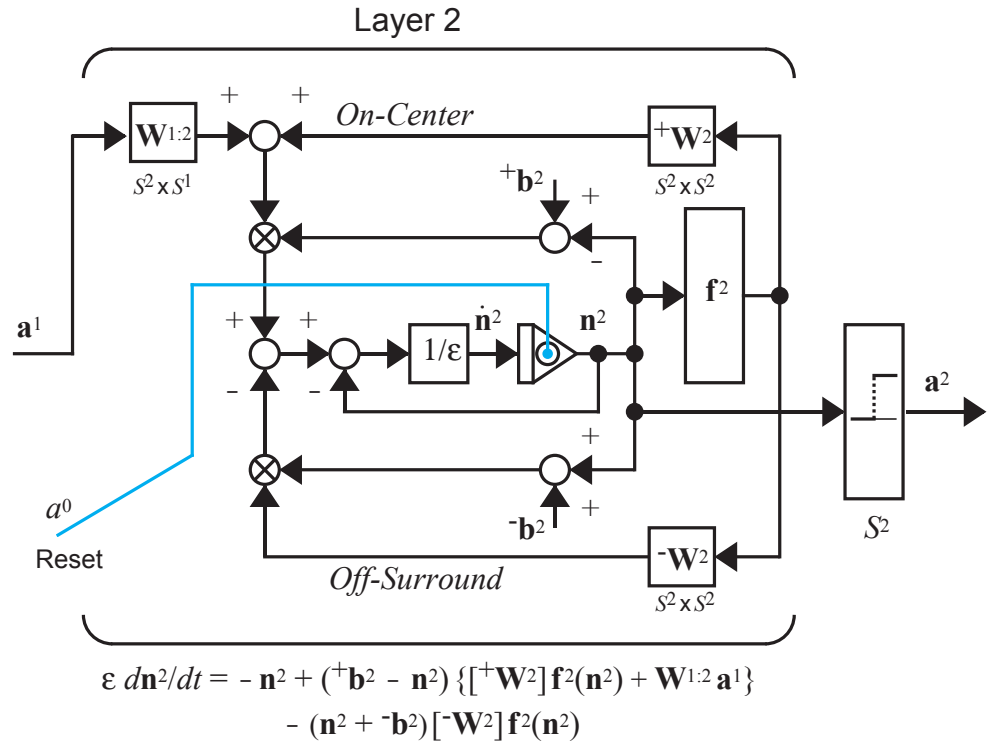 Layer 2
+ + On-Center
W1:2
+W2
S2 x S1
S2 x S2
+b2
+
-
a1
+ +
ṅ2
n2
f2
1/ε
- -
a2
+
a0
Reset
-b2
+
S2
Off-Surround
-W2
S2 x S2
ε dn2/dt = - n2 + (+b2 - n2) {[+W2] f2(n2) + W1:2 a1}
- (n2 + -b2) [-W2] f2(n2)